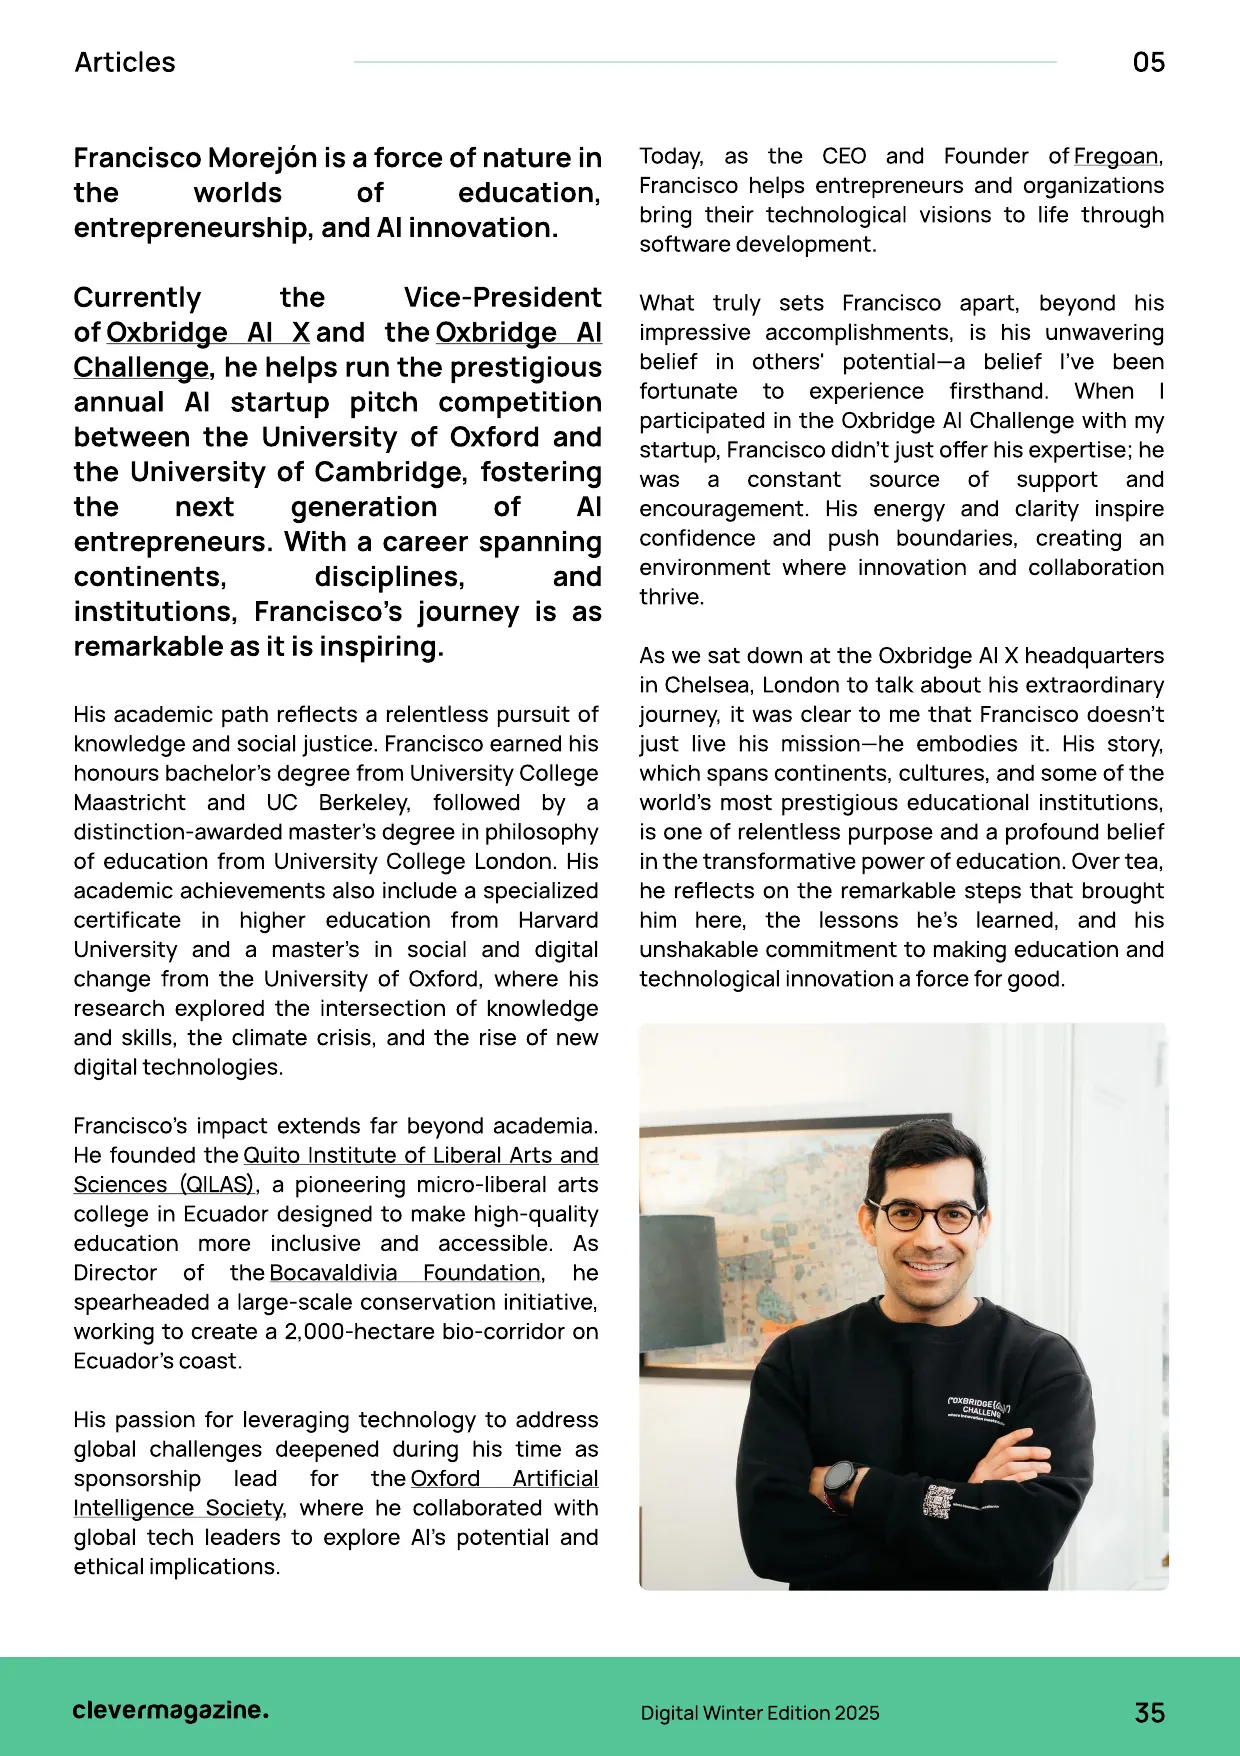 Articles
05
Francisco Morejón is a force of nature in
the worlds of education,
entrepreneurship, and AI innovation.
Currently the Vice-President
of Oxbridge AI X and the Oxbridge AI
Challenge, he helps run the prestigious
annual AI startup pitch competition
between the University of Oxford and
the University of Cambridge, fostering
the next generation of AI
entrepreneurs. With a career spanning
continents, disciplines, and
institutions, Francisco’s journey is as
remarkable as it is inspiring.
His academic path reflects a relentless pursuit of
knowledge and social justice. Francisco earned his
honours bachelor’s degree from University College
Maastricht and UC Berkeley, followed by a
distinction-awarded master’s degree in philosophy
of education from University College London. His
academic achievements also include a specialized
certificate in higher education from Harvard
University and a master’s in social and digital
change from the University of Oxford, where his
research explored the intersection of knowledge
and skills, the climate crisis, and the rise of new
digital technologies.
Francisco’s impact extends far beyond academia.
He founded the Quito Institute of Liberal Arts and
Sciences (QILAS), a pioneering micro-liberal arts
college in Ecuador designed to make high-quality
education more inclusive and accessible. As
Director of the Bocavaldivia Foundation, he
spearheaded a large-scale conservation initiative,
working to create a 2,000-hectare bio-corridor on
Ecuador’s coast.
His passion for leveraging technology to address
global challenges deepened during his time as
sponsorship lead for the Oxford Artificial
Intelligence Society, where he collaborated with
global tech leaders to explore AI’s potential and
ethical implications.
Today, as the CEO and Founder of Fregoan,
Francisco helps entrepreneurs and organizations
bring their technological visions to life through
software development.
What truly sets Francisco apart, beyond his
impressive accomplishments, is his unwavering
belief in others' potential—a belief I’ve been
fortunate to experience firsthand. When I
participated in the Oxbridge AI Challenge with my
startup, Francisco didn’t just offer his expertise; he
was a constant source of support and
encouragement. His energy and clarity inspire
confidence and push boundaries, creating an
environment where innovation and collaboration
thrive.
As we sat down at the Oxbridge AI X headquarters
in Chelsea, London to talk about his extraordinary
journey, it was clear to me that Francisco doesn’t
just live his mission—he embodies it. His story,
which spans continents, cultures, and some of the
world’s most prestigious educational institutions,
is one of relentless purpose and a profound belief
in the transformative power of education. Over tea,
he reflects on the remarkable steps that brought
him here, the lessons he’s learned, and his
unshakable commitment to making education and
technological innovation a force for good.
OXBRIDGE
CHALLENGE
clevermagazine.
Digital Winter Edition 2025
35